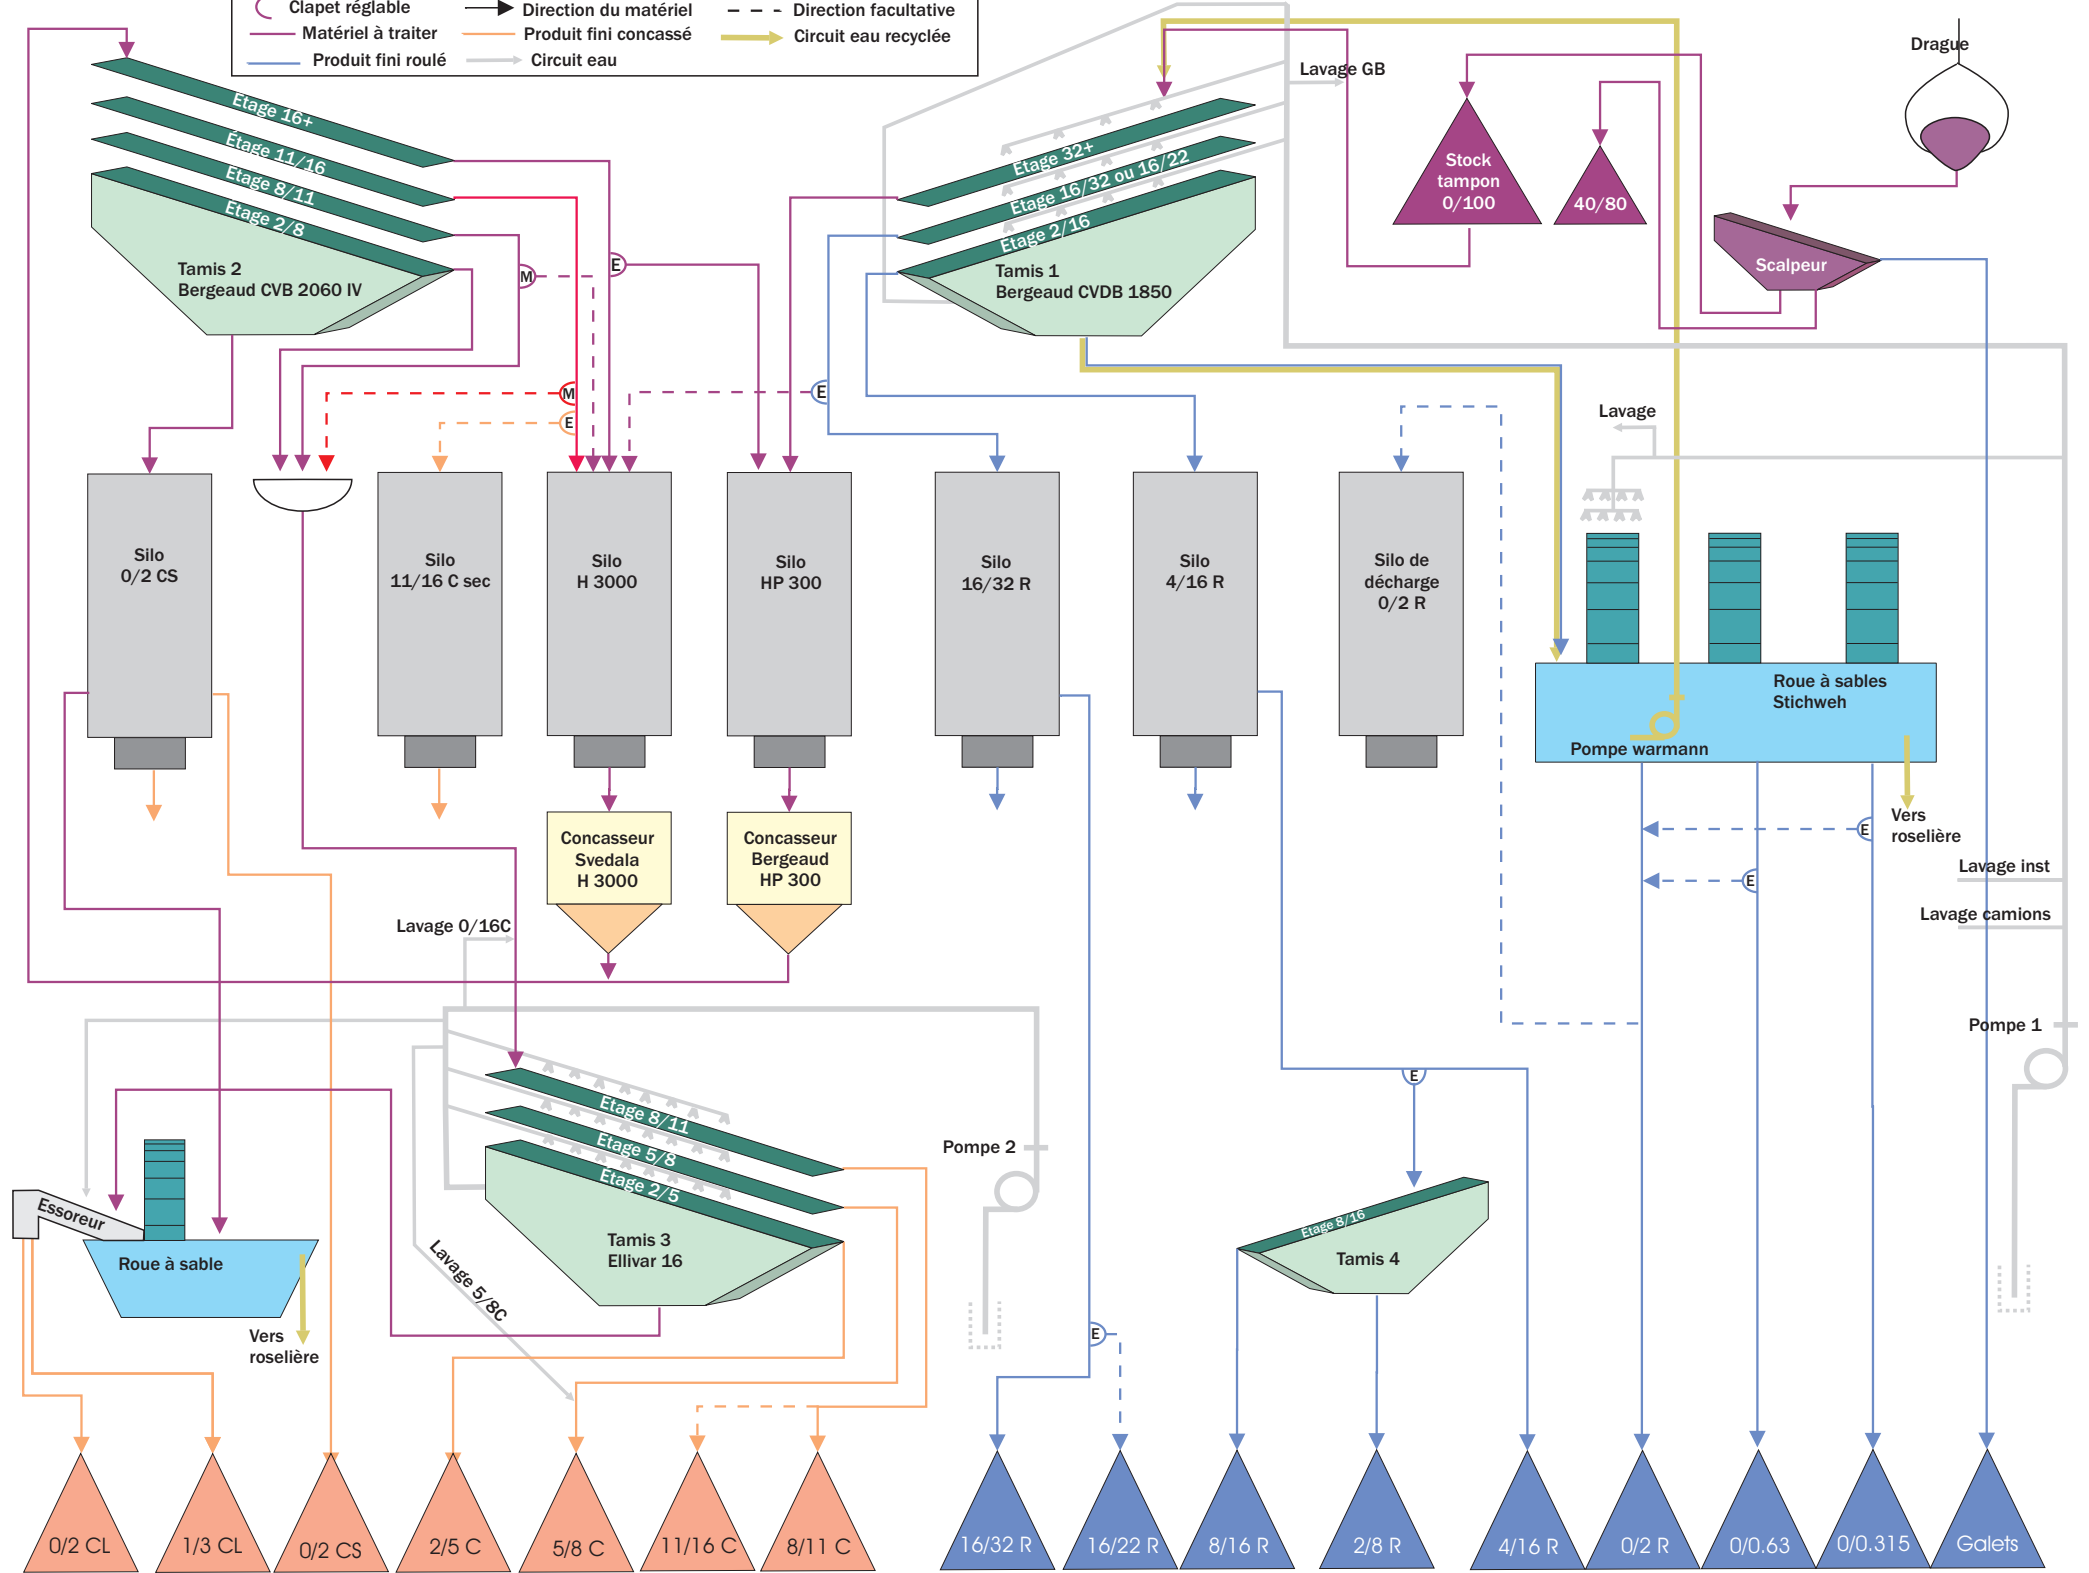 Clapet réglable
Direction du matériel
Direction facultative
Matériel à traiter
Produit fini concassé
Circuit eau recyclée
Produit fini roulé
Circuit eau
Drague
Lavage GB
Etage 16+
Étage 11/16
Etage 8/11
Etage 2/8
Tamis 2
Bergeaud CVB 2060 IV
Etage 32+
Etage 16/32 ou 16/22
Etage 2/16
Tamis 1
Bergeaud CVDB 1850
Stock
tampon
0/100
40/80
Scalpeur
M
E
M
E
E
Lavage
Silo
0/2 CS
Silo
11/16 C sec
Silo
H 3000
Silo
HP 300
Silo
16/32 R
Silo
4/16 R
Silo de
décharge
0/2 R
Roue à sables
Stichweh
Pompe warmann
Vers
roselière
E
E
Concasseur
Svedala
H 3000
Concasseur
Bergeaud
HP 300
Lavage inst
Lavage camions
Lavage 0/16C
Pompe 1
E
Etage 8/11
Etage 5/8
Étage 2/5
Tamis 3
Ellivar 16
Pompe 2
Essoreur
Roue à sable
Vers
roselière
Lavage 5/8C
Etage 8/16
Tamis 4
E
0/2 CL
1/3 CL
0/2 CS
2/5 C
5/8 C
11/16 C
8/11 C
16/32 R
16/22 R
8/16 R
2/8 R
4/16 R
0/2 R
0/0.63
0/0.315
Galets